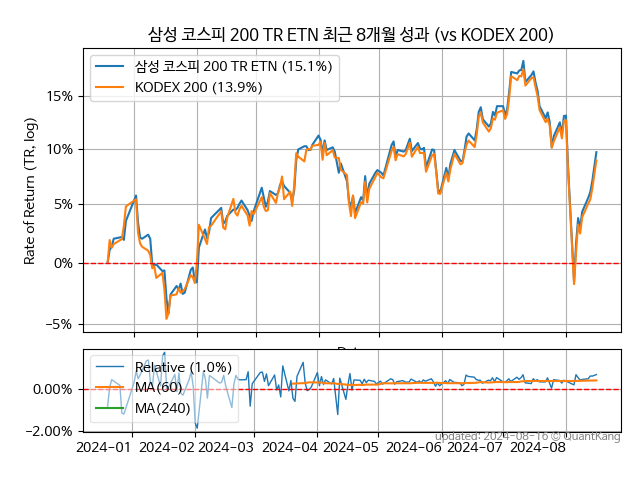 삼성 코스피 200 TR ETN 최근 8개월 성과 (vs KODEX 200)
삼성 코스피 200 TR ETN (15.1%)
KODEX 200 (13.9%)
Rate of Return (TR, log)
15%
10%
5%
0%
−5%
Relative (1.0%)
MA(60)
MA(240)
0.00%
−2.00%
2024-01 2024-02 2024-03 2024-04 2024-05 2024-06 2024-07 2024-08
updated: 2024-08-16 © QuantKang